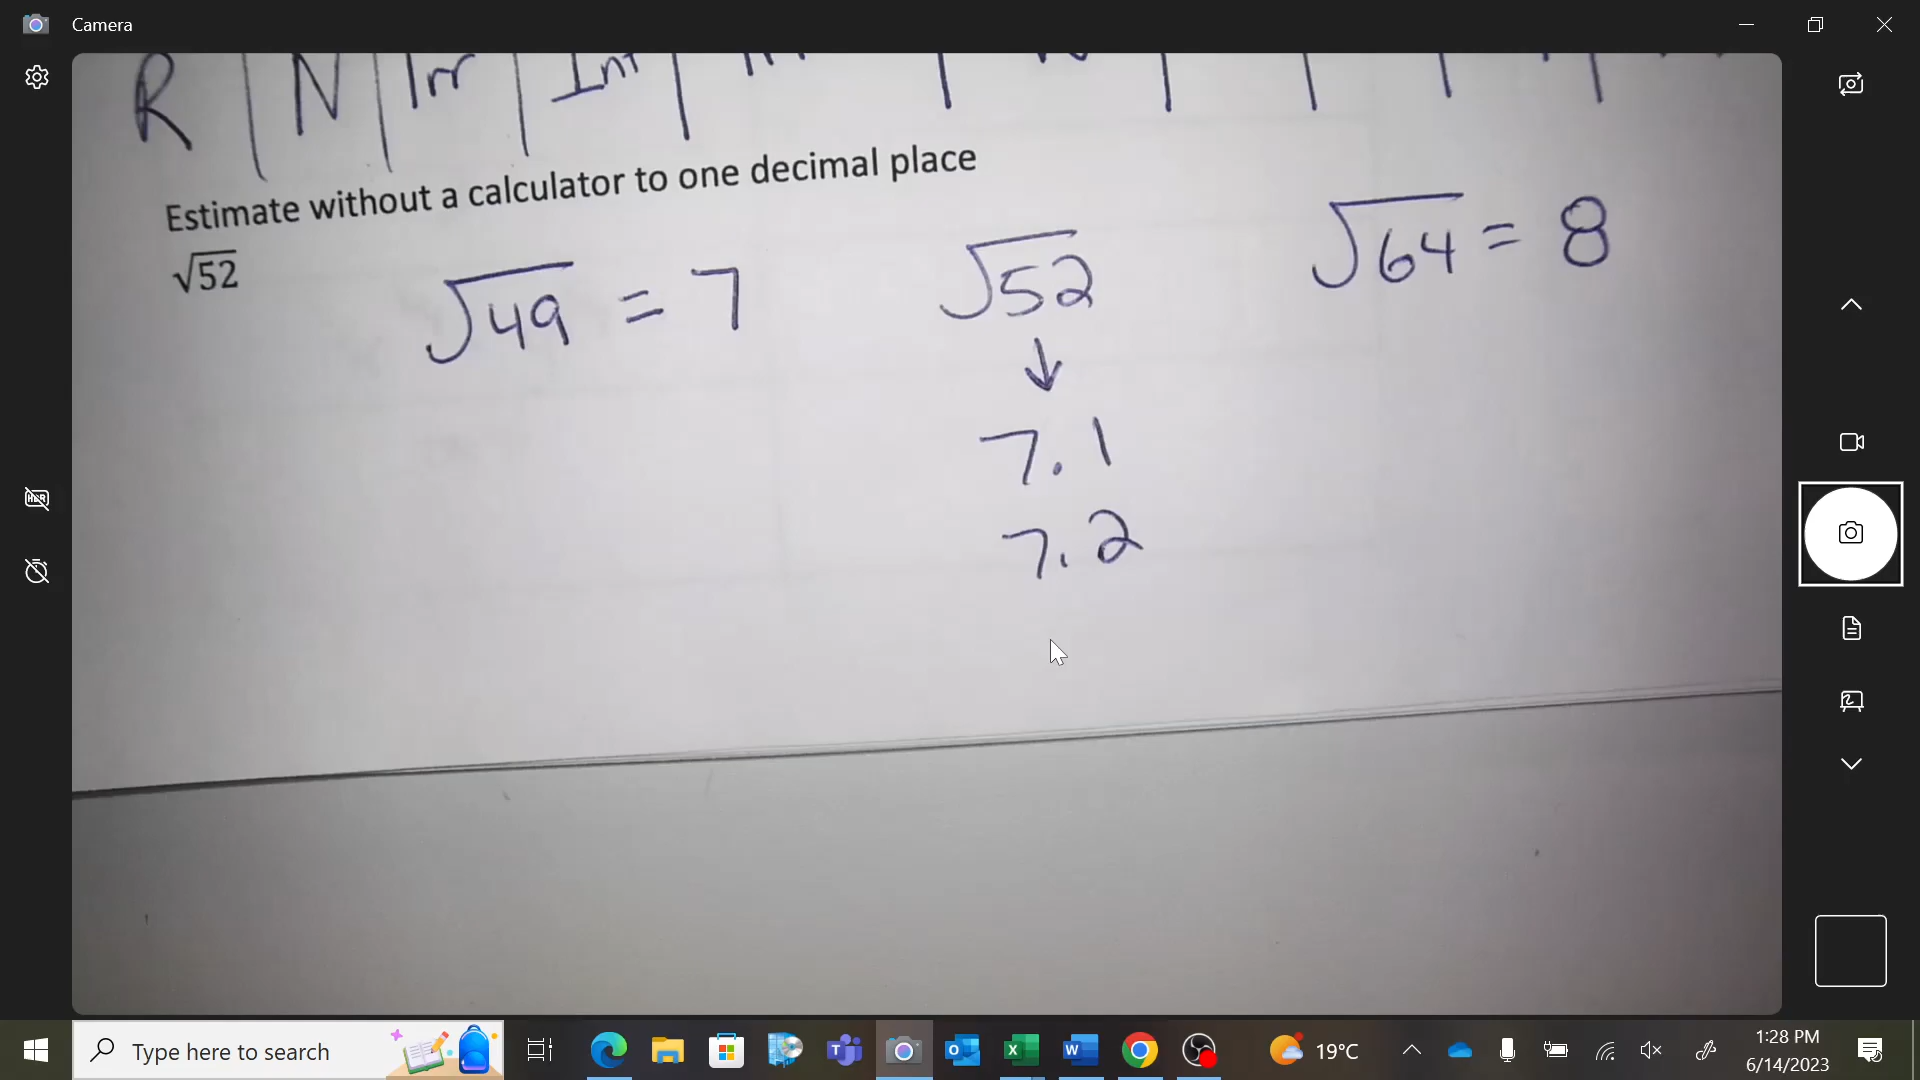 Camera
R | N | Irr | Int |
Estimate without a calculator to one decimal place
√52
√49 = 7
√52
√64 = 8
↓
7.1
7.2
Type here to search
19°C
1:28 PM
6/14/2023